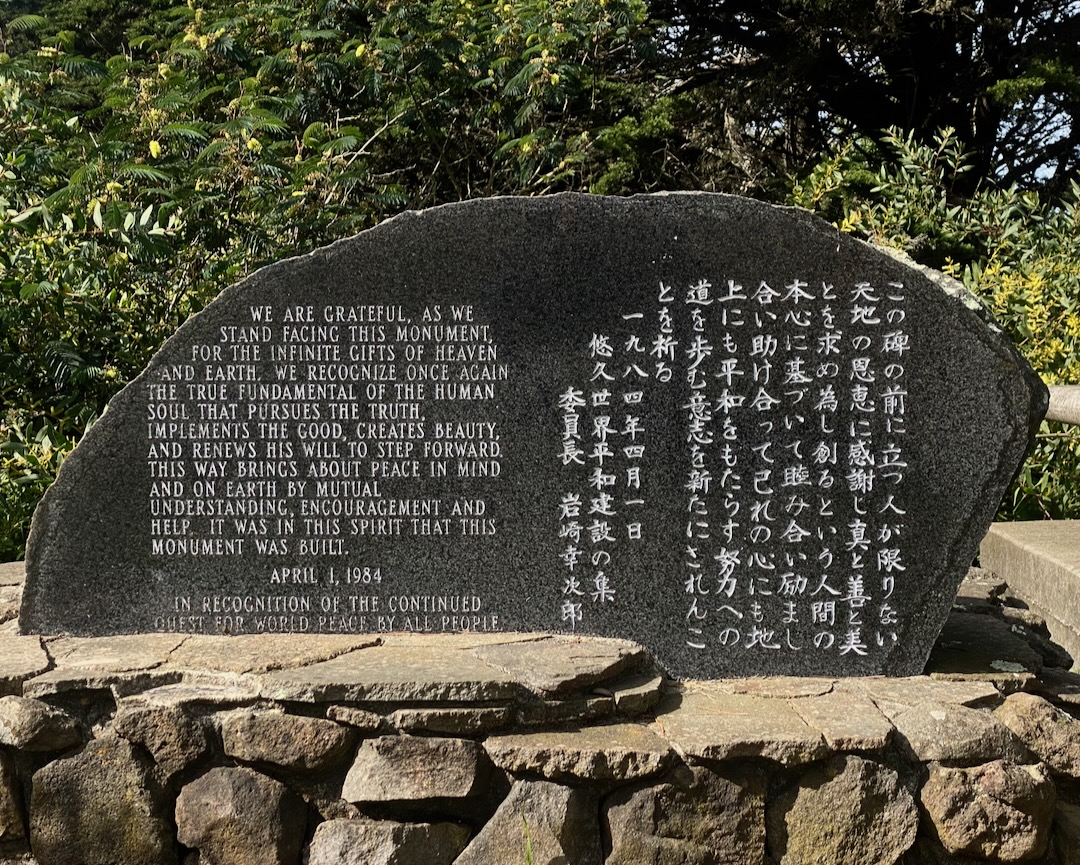 WE ARE GRATEFUL, AS WE
STAND FACING THIS MONUMENT,
FOR THE INFINITE GIFTS OF HEAVEN
AND EARTH. WE RECOGNIZE ONCE AGAIN
THE TRUE FUNDAMENTAL OF THE HUMAN
SOUL THAT PURSUES THE TRUTH,
IMPLEMENTS THE GOOD, CREATES BEAUTY,
AND RENEWS HIS WILL TO STEP FORWARD.
THIS WAY BRINGS ABOUT PEACE IN MIND
AND ON EARTH BY MUTUAL
UNDERSTANDING, ENCOURAGEMENT AND
HELP. IT WAS IN THIS SPIRIT THAT THIS
MONUMENT WAS BUILT.
APRIL 1, 1984
IN RECOGNITION OF THE CONTINUED
QUEST FOR WORLD PEACE BY ALL PEOPLE.
この碑の前に立つ人が限りない
天地の恩恵に感謝し真と善と美
とを求め為し創るという人間の
本心に基づいて睦み合い励まし
合い助け合って己れの心にも地
上にも平和をもたらす努力への
道を歩む意志を新たにされんこ
とを祈る
一九八四年四月一日
悠久世界平和建設の集
委員長 岩崎幸次郎